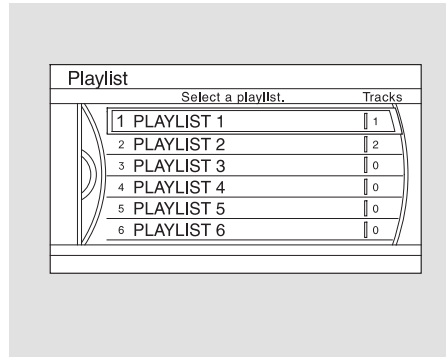 Playlist
Select a playlist. Tracks
1 PLAYLIST 1 1
2 PLAYLIST 2 2
3 PLAYLIST 3 0
4 PLAYLIST 4 0
5 PLAYLIST 5 0
6 PLAYLIST 6 0